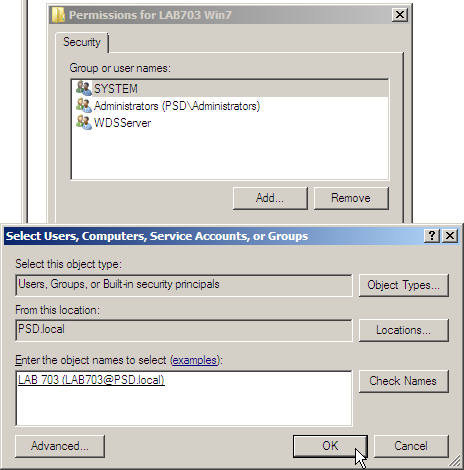 Permissions for LAB703 Win7
Security
Group or user names:
SYSTEM
Administrators (PSD\Administrators)
WDSServer
Add...
Remove
Select Users, Computers, Service Accounts, or Groups
Select this object type:
Users, Groups, or Built-in security principals
Object Types...
From this location:
PSD.local
Locations...
Enter the object names to select (examples):
LAB 703 (LAB703@PSD.local)
Check Names
Advanced...
OK
Cancel